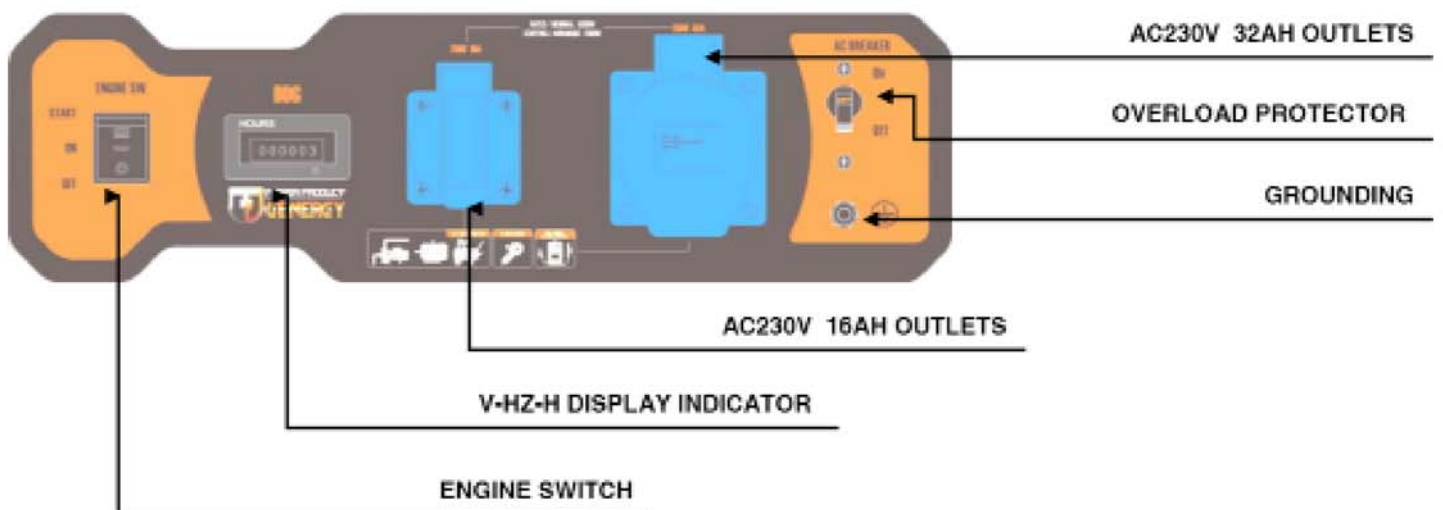 AC230V 32AH OUTLETS
OVERLOAD PROTECTOR
GROUNDING
AC BREAKER
ON
OFF
ENGINE SW
START
ON
OFF
HOURS
000003
GENERGY
AC230V 16AH OUTLETS
V-HZ-H DISPLAY INDICATOR
ENGINE SWITCH